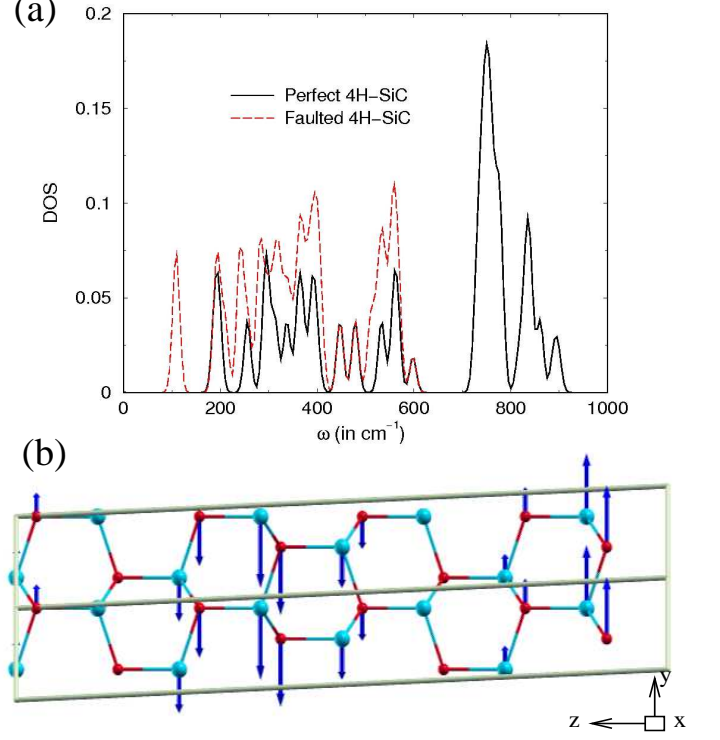 (a)
0.2
0.15
0.1
0.05
0
DOS
Perfect 4H−SiC
Faulted 4H−SiC
0 200 400 600 800 1000
ω (in cm⁻¹)
(b)
y
z x